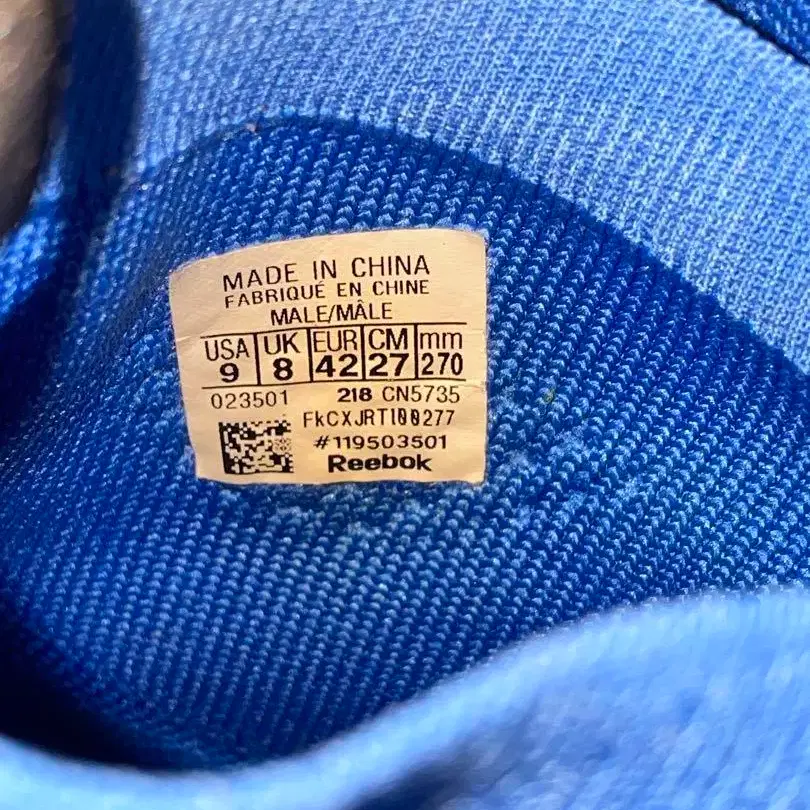 MADE IN CHINA
FABRIQUÉ EN CHINE
MALE/MÂLE
USA UK EUR CM mm
9 8 42 27 270
023501 218 CN5735
FkCXJRT100277
#119503501
Reebok